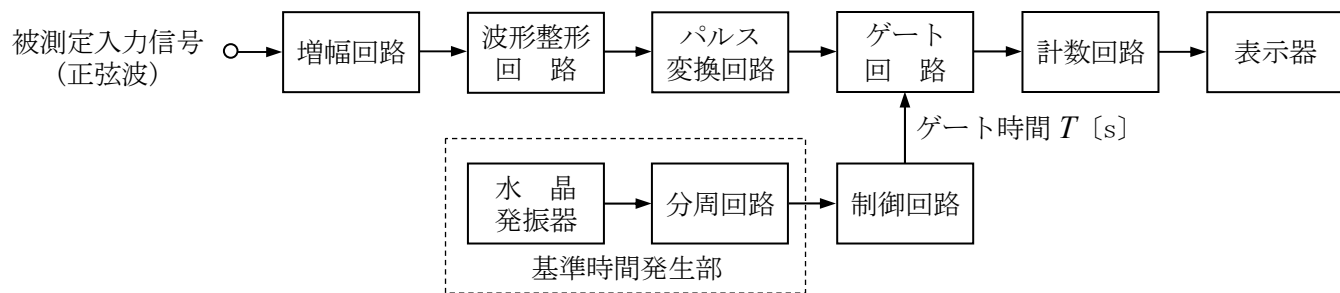 被測定入力信号
(正弦波)
増幅回路
波形整形
回 路
パルス
変換回路
ゲート
回 路
計数回路
表示器
ゲート時間 T〔s〕
水 晶
発振器
分周回路
制御回路
基準時間発生部